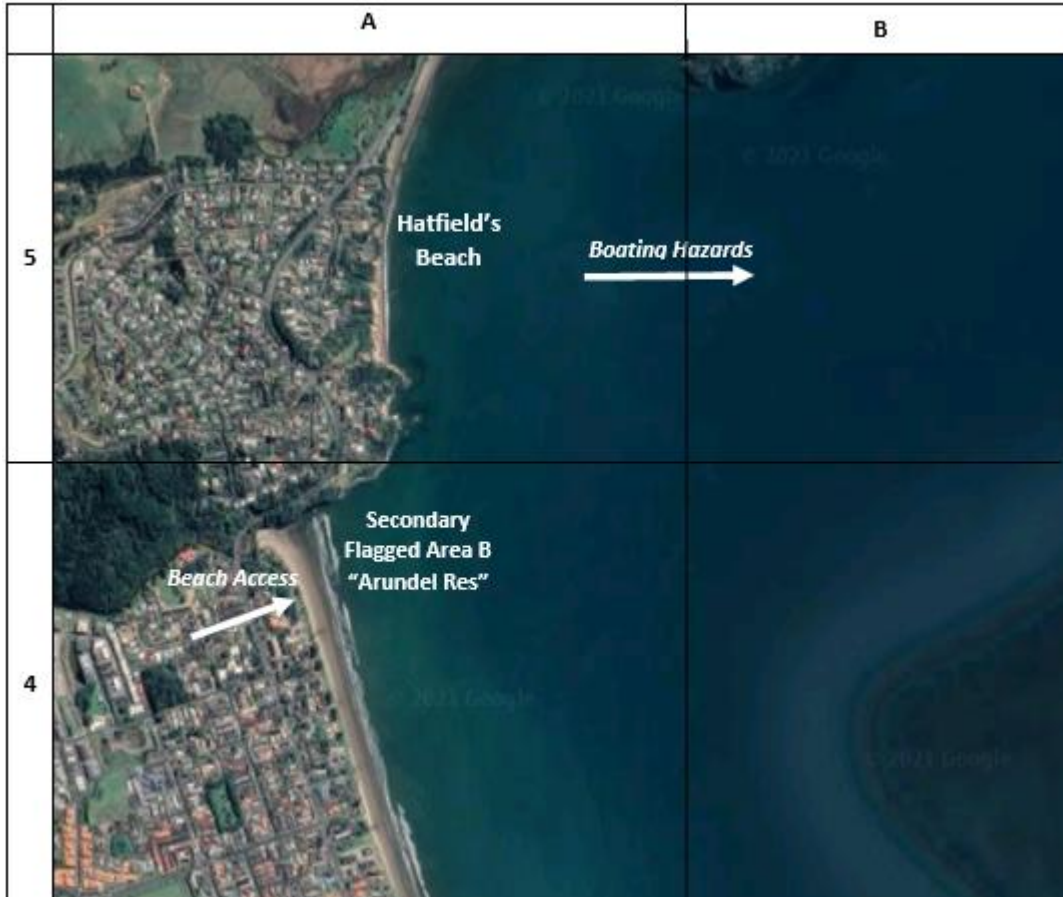 A
B
© 2021 Google
© 2021 Google
Hatfield's
Beach
5
Boating Hazards
Secondary
Flagged Area B
"Arundel Res"
Beach Access
4
© 2021 Google
© 2021 Google